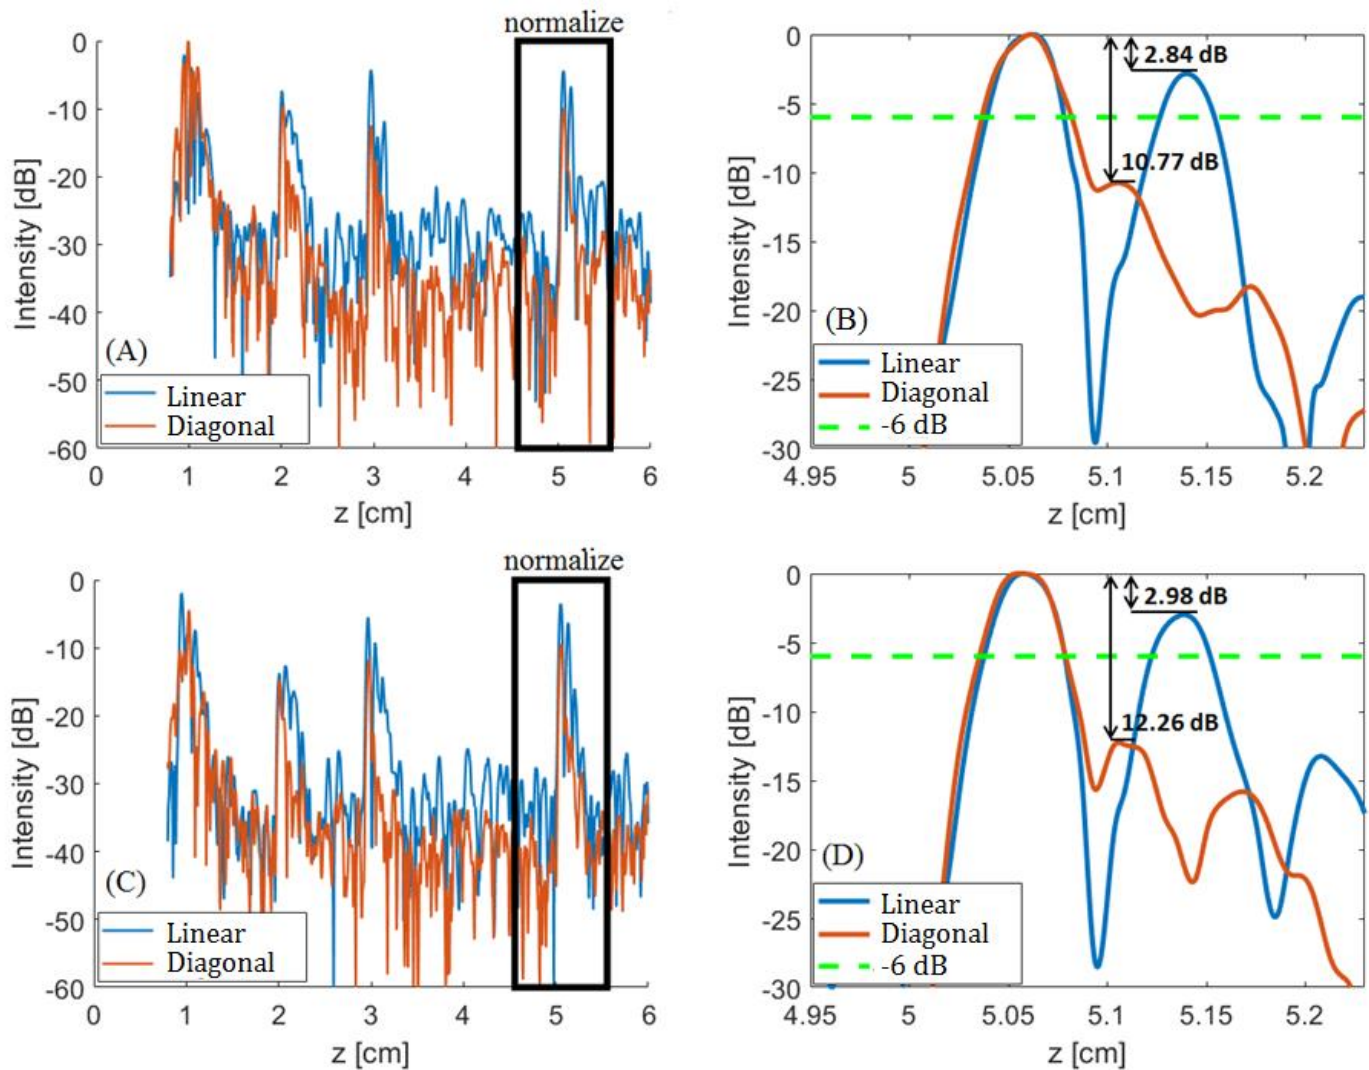 normalize
0
-10
-20
-30
-40
-50
-60
Intensity [dB]
(A)
Linear
Diagonal
0 1 2 3 4 5 6
z [cm]
0
-5
-10
-15
-20
-25
-30
Intensity [dB]
2.84 dB
10.77 dB
(B)
Linear
Diagonal
-6 dB
4.95 5 5.05 5.1 5.15 5.2
z [cm]
normalize
0
-10
-20
-30
-40
-50
-60
Intensity [dB]
(C)
Linear
Diagonal
0 1 2 3 4 5 6
z [cm]
0
-5
-10
-15
-20
-25
-30
Intensity [dB]
2.98 dB
12.26 dB
(D)
Linear
Diagonal
-6 dB
4.95 5 5.05 5.1 5.15 5.2
z [cm]